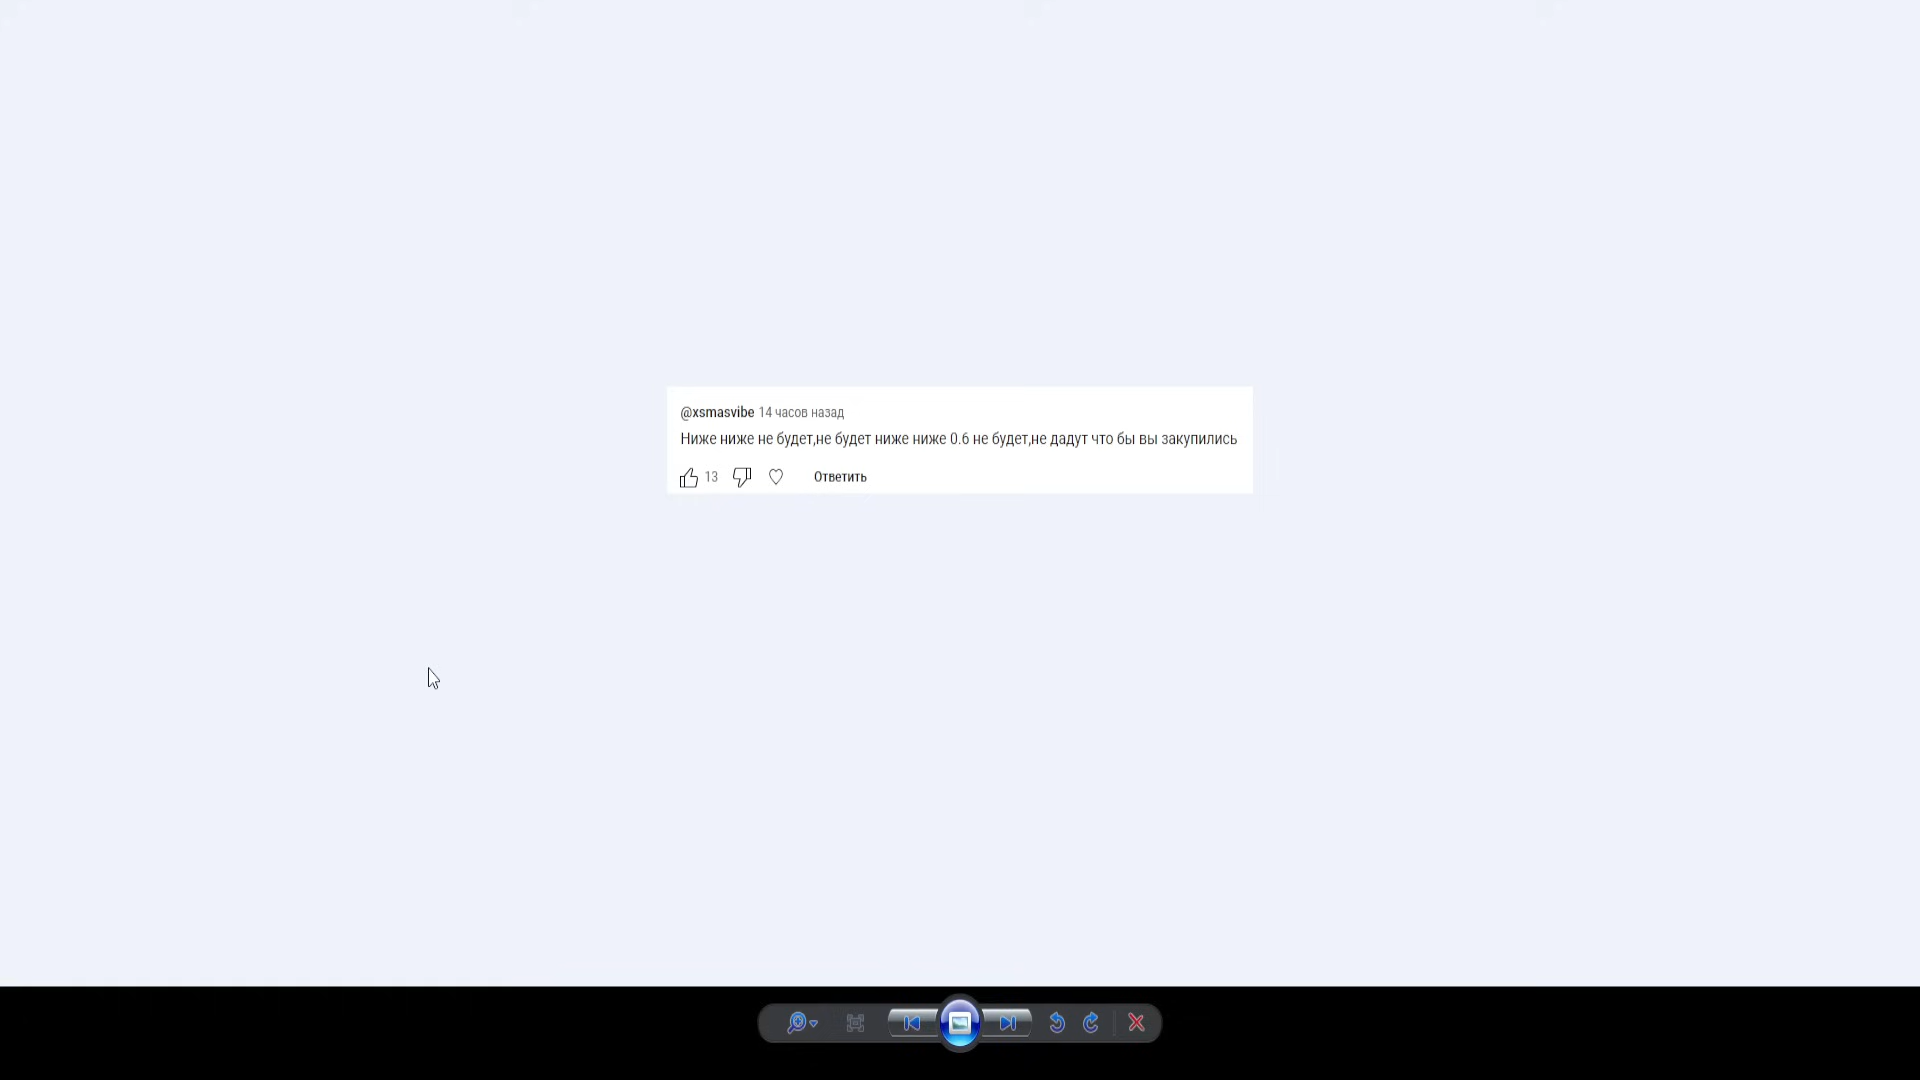 @xsmasvibe 14 часов назад
Ниже ниже не будет,не будет ниже ниже 0.6 не будет,не дадут что бы вы закупились
13 Ответить